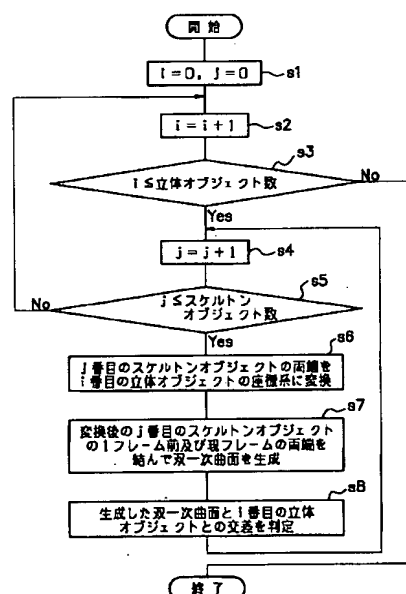 開始
i=0, j=0
s1
i=i+1
s2
s3
i≦立体オブジェクト数
No
Yes
j=j+1
s4
s5
j≦スケルトン
オブジェクト数
No
Yes
s6
j番目のスケルトンオブジェクトの両端を
i番目の立体オブジェクトの座標系に変換
s7
変換後のj番目のスケルトンオブジェクト
の1フレーム前及び現フレームの両端を
結んで双一次曲面を生成
s8
生成した双一次曲面とi番目の立体
オブジェクトとの交差を判定
終了